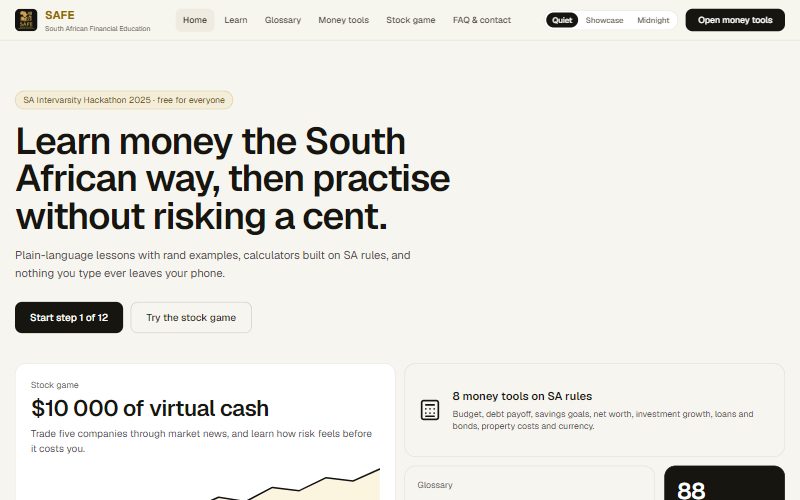 SAFE
South African Financial Education
Home
Learn
Glossary
Money tools
Stock game
FAQ & contact
Quiet
Showcase
Midnight
Open money tools
SA Intervarsity Hackathon 2025 · free for everyone
Learn money the South
African way, then practise
without risking a cent.
Plain-language lessons with rand examples, calculators built on SA rules, and
nothing you type ever leaves your phone.
Start step 1 of 12
Try the stock game
Stock game
$10 000 of virtual cash
Trade five companies through market news, and learn how risk feels before
it costs you.
8 money tools on SA rules
Budget, debt payoff, savings goals, net worth, investment growth, loans and
bonds, property costs and currency.
Glossary
88